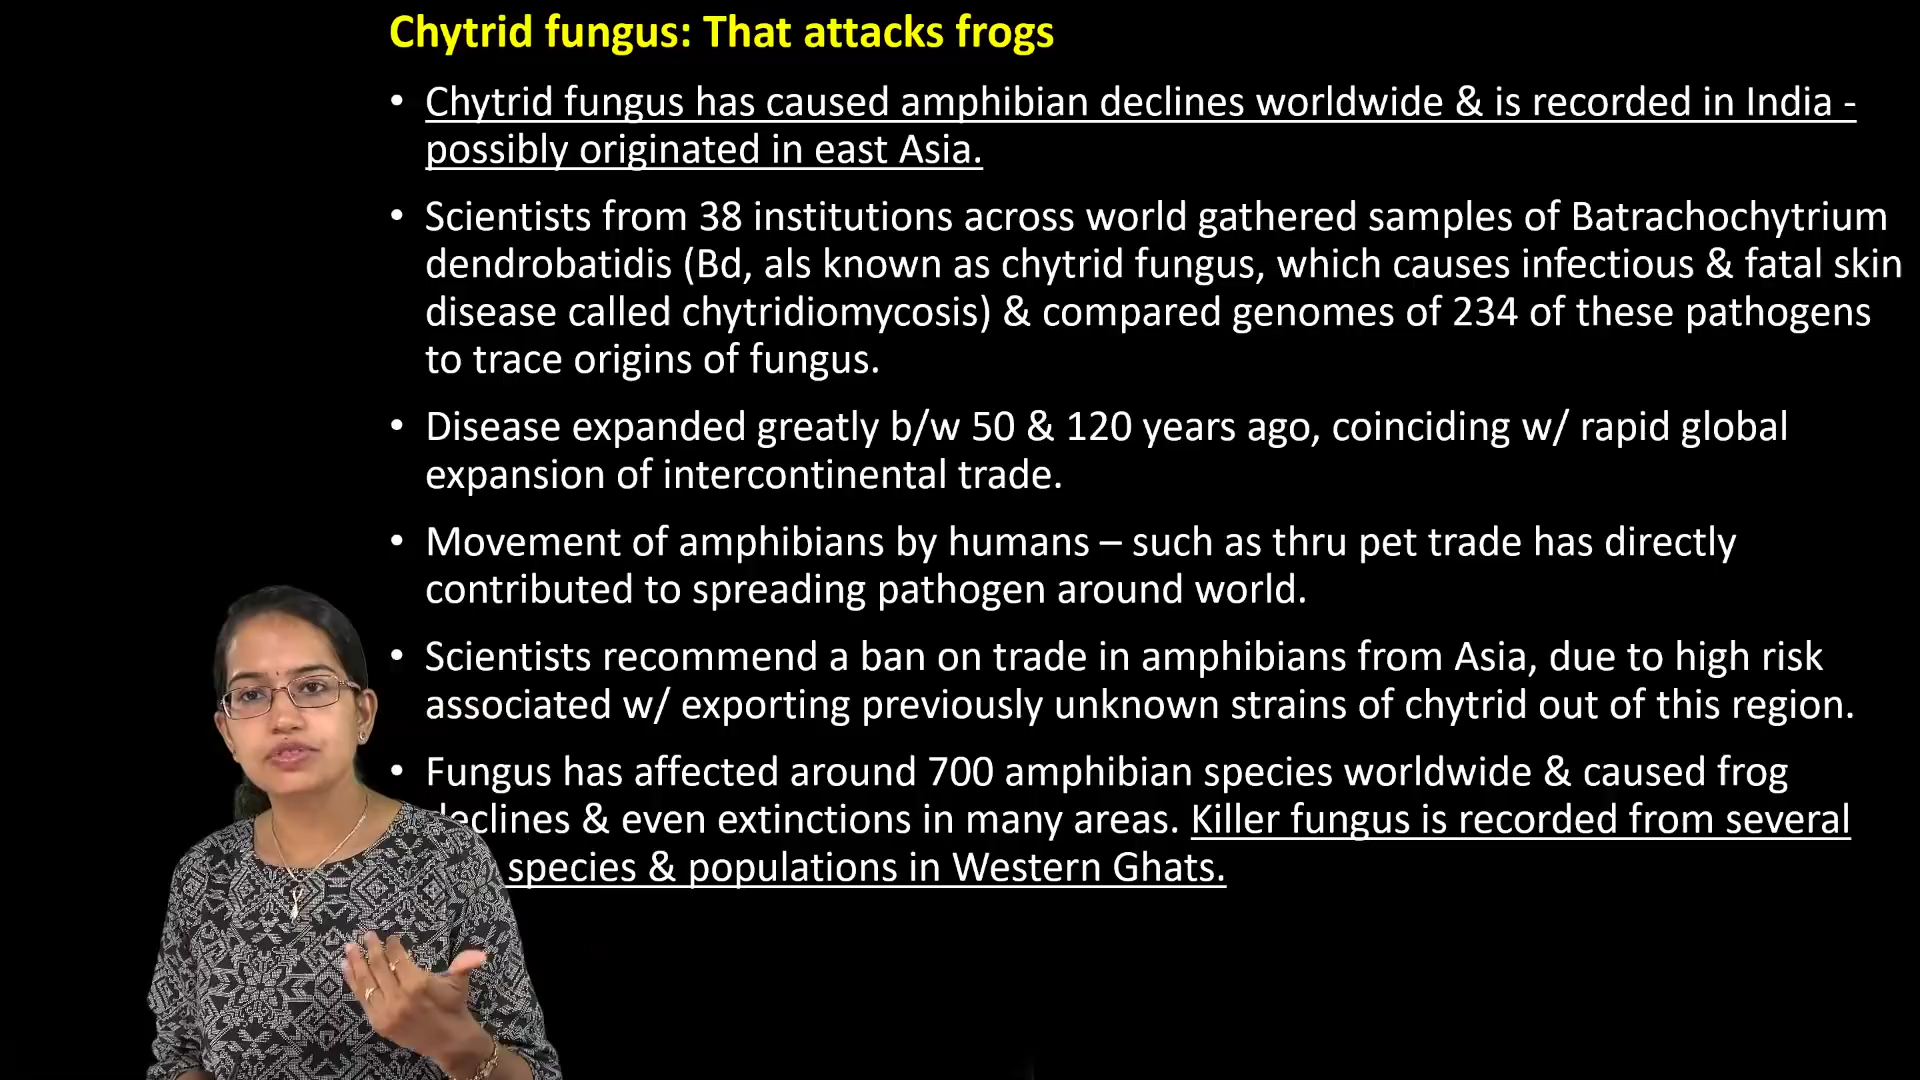 Chytrid fungus: That attacks frogs
• Chytrid fungus has caused amphibian declines worldwide & is recorded in India -
possibly originated in east Asia.
• Scientists from 38 institutions across world gathered samples of Batrachochytrium
dendrobatidis (Bd, als known as chytrid fungus, which causes infectious & fatal skin
disease called chytridiomycosis) & compared genomes of 234 of these pathogens
to trace origins of fungus.
• Disease expanded greatly b/w 50 & 120 years ago, coinciding w/ rapid global
expansion of intercontinental trade.
• Movement of amphibians by humans – such as thru pet trade has directly
contributed to spreading pathogen around world.
• Scientists recommend a ban on trade in amphibians from Asia, due to high risk
associated w/ exporting previously unknown strains of chytrid out of this region.
• Fungus has affected around 700 amphibian species worldwide & caused frog
declines & even extinctions in many areas. Killer fungus is recorded from several
species & populations in Western Ghats.